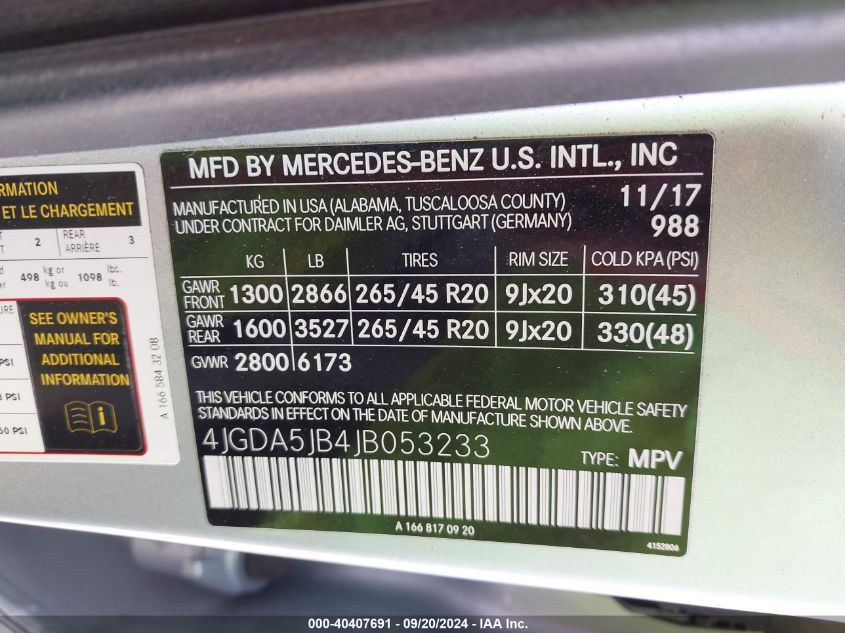 RMATION
ET LE CHARGEMENT
2 REAR ARRIÈRE 3
498 kg or kg ou 1098 lbs. lb.
SEE OWNER'S
MANUAL FOR
ADDITIONAL
INFORMATION
PSI
PSI
60 PSI
A 166 584 32 08
MFD BY MERCEDES-BENZ U.S. INTL., INC
MANUFACTURED IN USA (ALABAMA, TUSCALOOSA COUNTY) 11/17
UNDER CONTRACT FOR DAIMLER AG, STUTTGART (GERMANY) 988
KG LB TIRES RIM SIZE COLD KPA(PSI)
GAWR FRONT 1300 2866 265/45 R20 9Jx20 310(45)
GAWR REAR 1600 3527 265/45 R20 9Jx20 330(48)
GVWR 2800 6173
THIS VEHICLE CONFORMS TO ALL APPLICABLE FEDERAL MOTOR VEHICLE SAFETY
STANDARDS IN EFFECT ON THE DATE OF MANUFACTURE SHOWN ABOVE.
4JGDA5JB4JB053233 TYPE: MPV
A 166 817 09 20
4152806
000-40407691 / 09/20/2024 - IAA Inc.